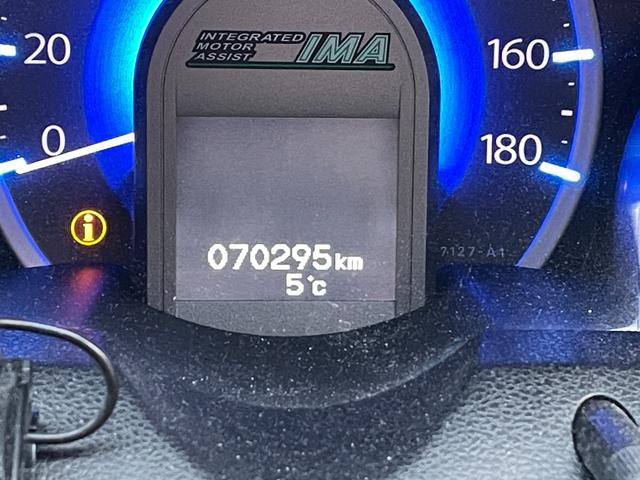 INTEGRATED
MOTOR
ASSIST
IMA
20
0
160
180
i
070295km
5°C
7127-A1